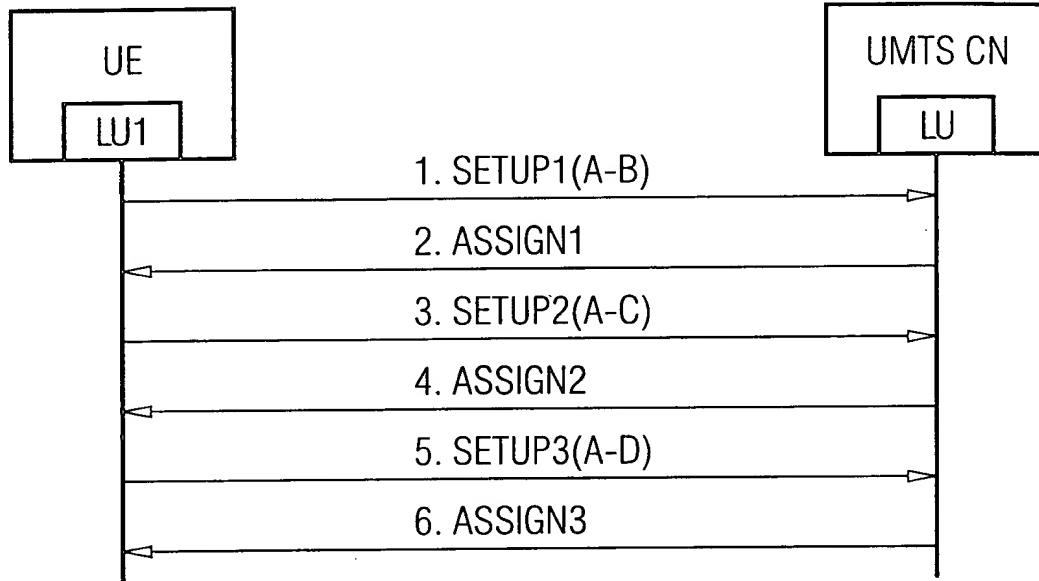 UE
UMTS CN
LU1
LU
1. SETUP1(A-B)
2. ASSIGN1
3. SETUP2(A-C)
4. ASSIGN2
5. SETUP3(A-D)
6. ASSIGN3